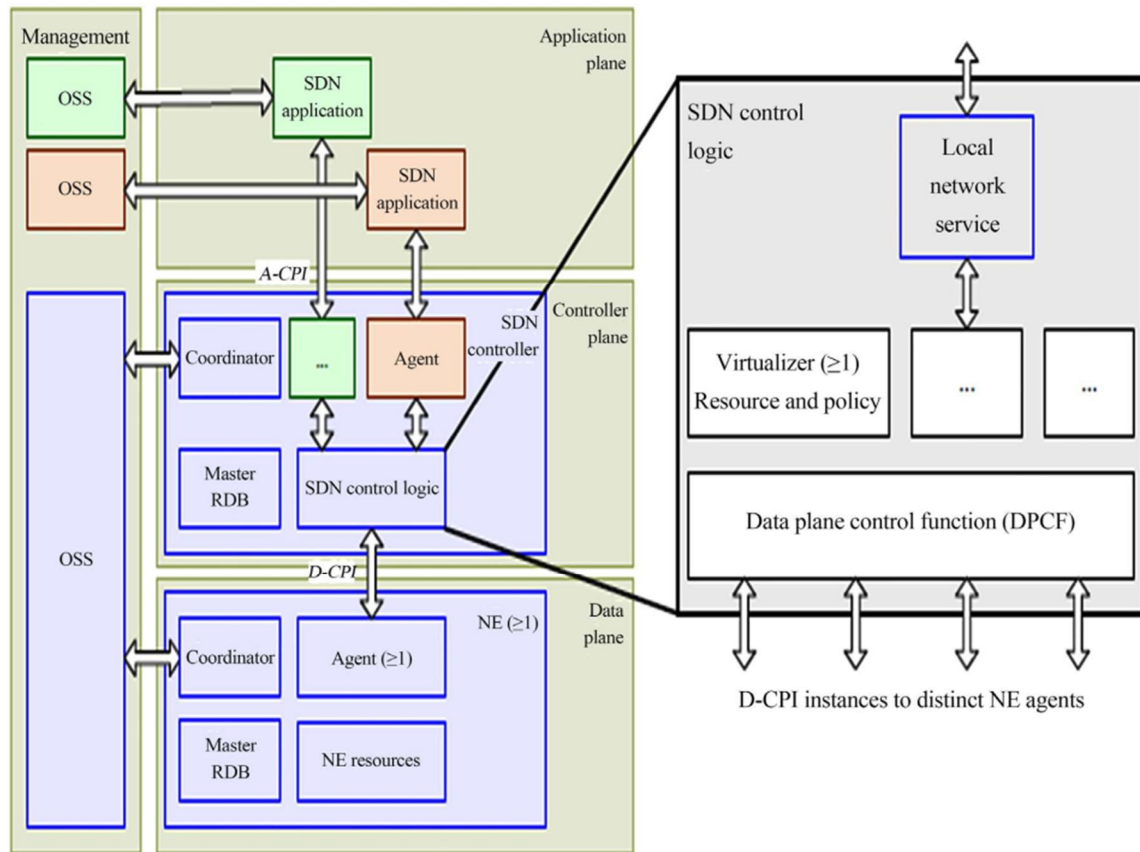 Management
OSS
OSS
OSS
Application
plane
SDN
application
SDN
application
A-CPI
Controller
plane
SDN
controller
Coordinator
...
Agent
Master
RDB
SDN control logic
D-CPI
Data
plane
NE (≥1)
Coordinator
Agent (≥1)
Master
RDB
NE resources
SDN control
logic
Local
network
service
Virtualizer (≥1)
Resource and policy
...
...
Data plane control function (DPCF)
D-CPI instances to distinct NE agents